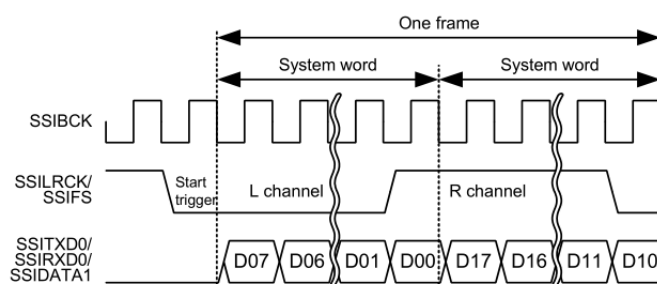 One frame
System word System word
SSIBCK
SSILRCK/
SSIFS
Start
trigger
L channel R channel
SSITXD0/
SSIRXD0/
SSIDATA1
D07 D06 D01 D00 D17 D16 D11 D10